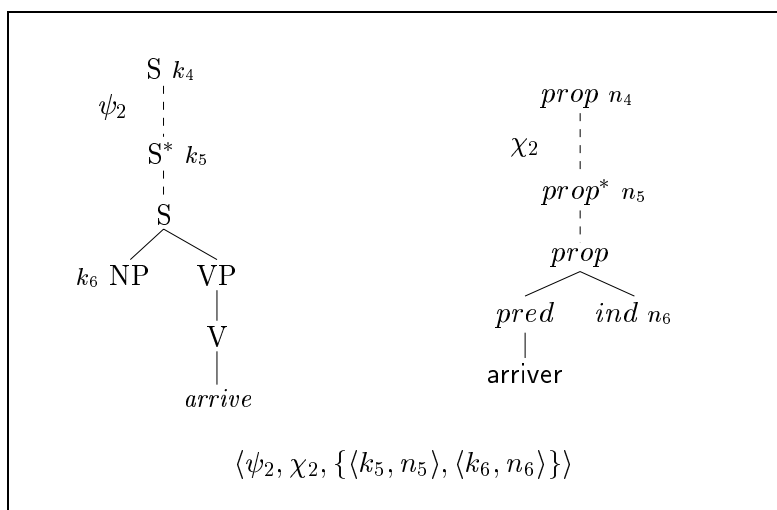 S k₄
prop n₄
ψ₂
χ₂
S* k₅
prop* n₅
S
prop
k₆ NP VP
pred ind n₆
V
arriver
arrive
⟨ψ₂, χ₂, {⟨k₅, n₅⟩, ⟨k₆, n₆⟩}⟩